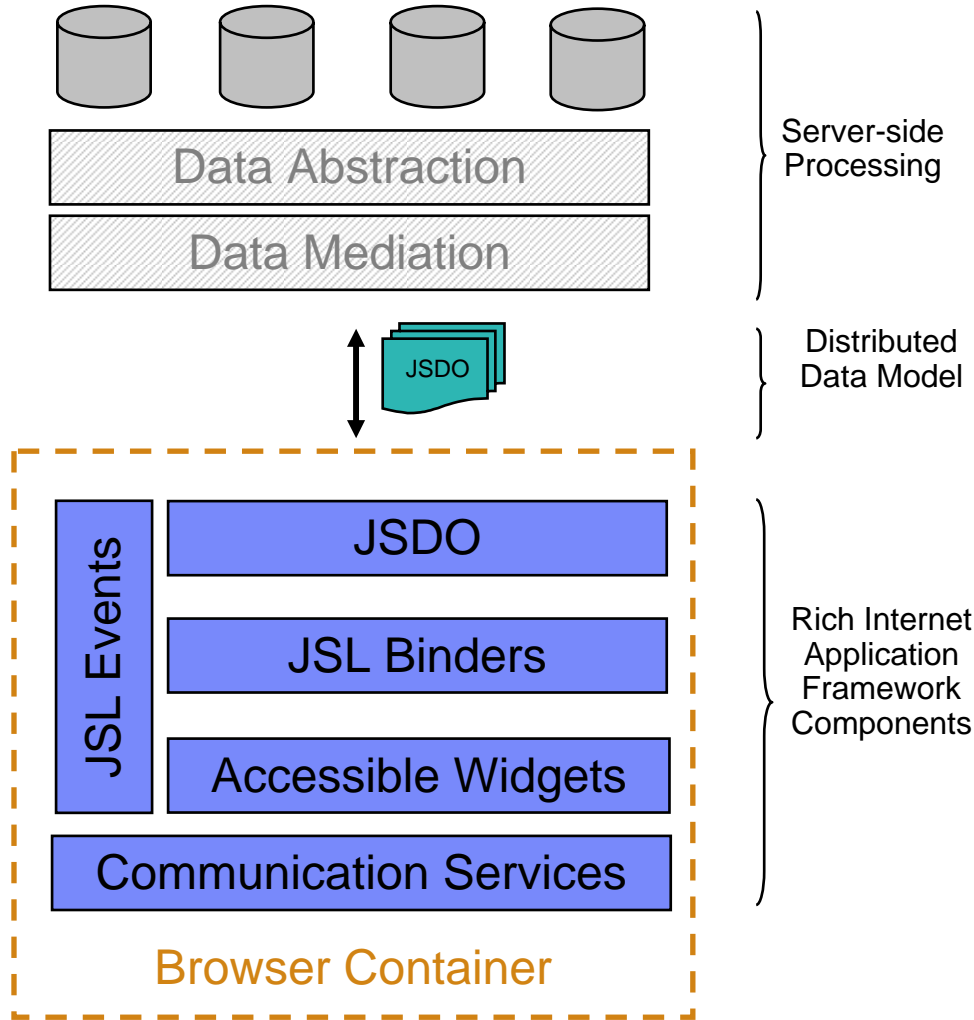 Server-side
Processing
Data Abstraction
Data Mediation
JSDO
Distributed
Data Model
JSL Events
JSDO
JSL Binders
Accessible Widgets
Communication Services
Rich Internet
Application
Framework
Components
Browser Container